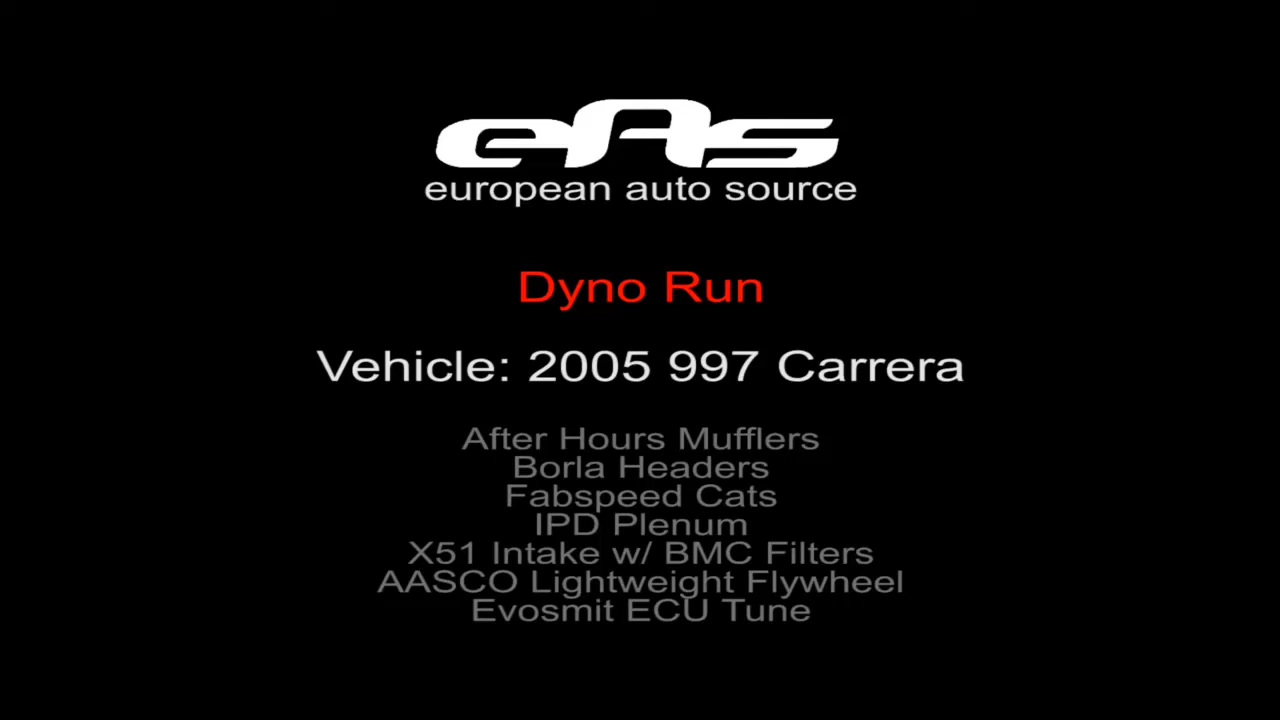 eAs
european auto source
Dyno Run
Vehicle: 2005 997 Carrera
After Hours Mufflers
Borla Headers
Fabspeed Cats
IPD Plenum
X51 Intake w/ BMC Filters
AASCO Lightweight Flywheel
Evosmit ECU Tune